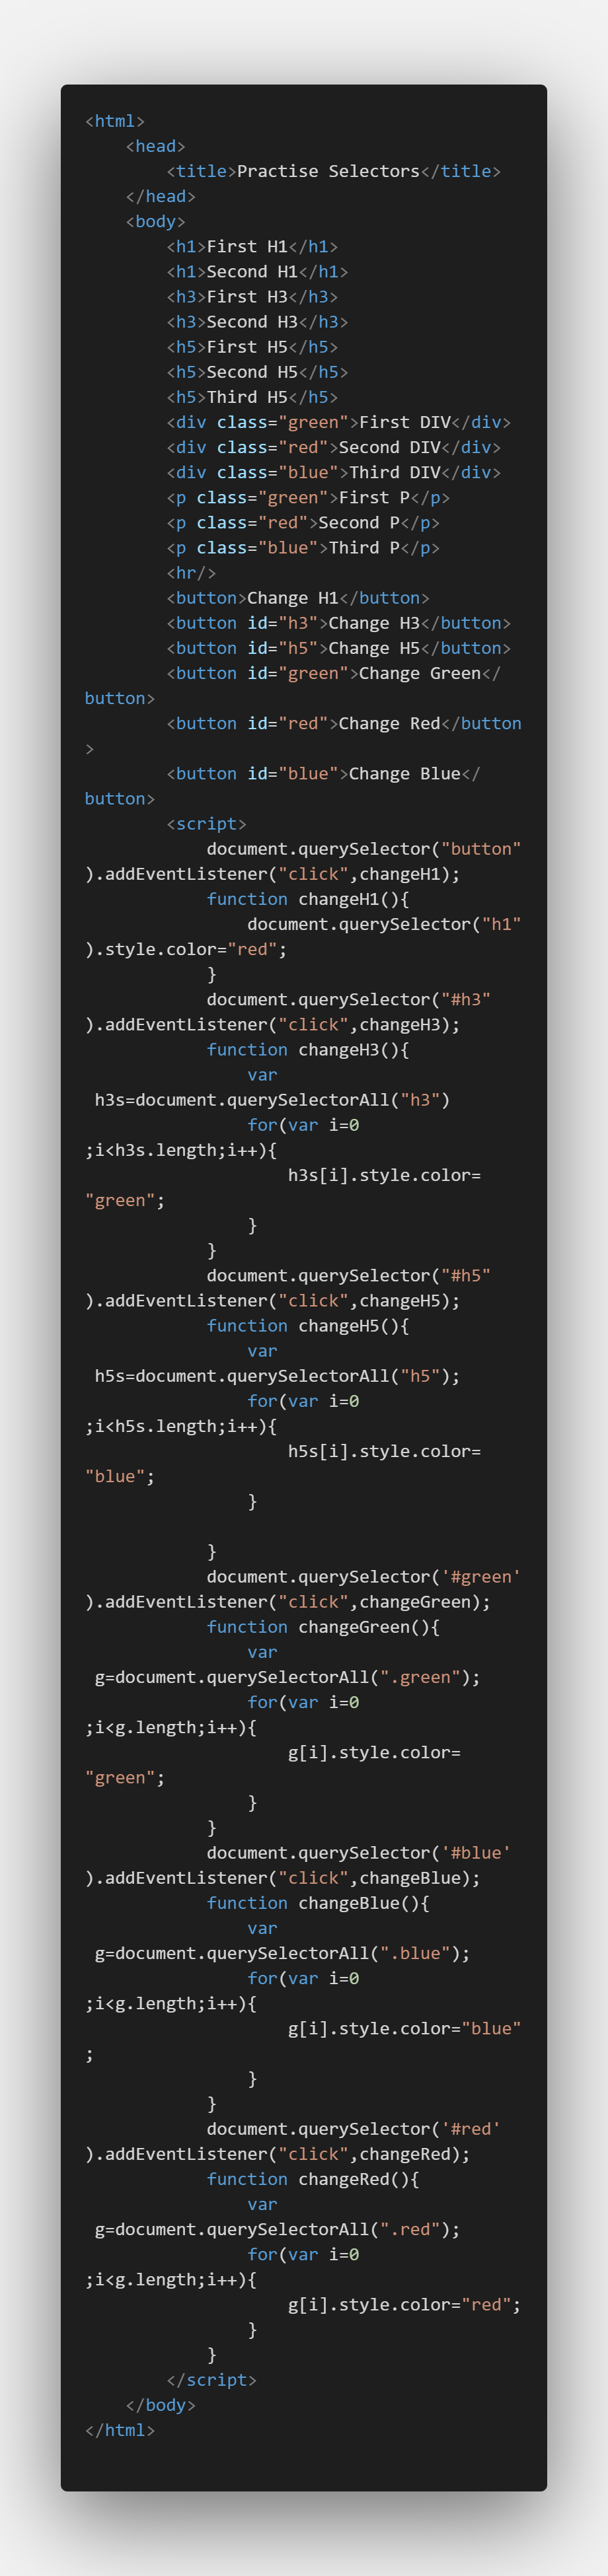 <html>
    <head>
        <title>Practise Selectors</title>
    </head>
    <body>
        <h1>First H1</h1>
        <h1>Second H1</h1>
        <h3>First H3</h3>
        <h3>Second H3</h3>
        <h5>First H5</h5>
        <h5>Second H5</h5>
        <h5>Third H5</h5>
        <div class="green">First DIV</div>
        <div class="red">Second DIV</div>
        <div class="blue">Third DIV</div>
        <p class="green">First P</p>
        <p class="red">Second P</p>
        <p class="blue">Third P</p>
        <hr/>
        <button>Change H1</button>
        <button id="h3">Change H3</button>
        <button id="h5">Change H5</button>
        <button id="green">Change Green</
button>
        <button id="red">Change Red</button
>
        <button id="blue">Change Blue</
button>
        <script>
            document.querySelector("button"
).addEventListener("click",changeH1);
            function changeH1(){
                document.querySelector("h1"
).style.color="red";
            }
            document.querySelector("#h3"
).addEventListener("click",changeH3);
            function changeH3(){
                var
 h3s=document.querySelectorAll("h3")
                for(var i=0
;i<h3s.length;i++){
                    h3s[i].style.color=
"green";
                }
            }
            document.querySelector("#h5"
).addEventListener("click",changeH5);
            function changeH5(){
                var
 h5s=document.querySelectorAll("h5");
                for(var i=0
;i<h5s.length;i++){
                    h5s[i].style.color=
"blue";
                }

            }
            document.querySelector('#green'
).addEventListener("click",changeGreen);
            function changeGreen(){
                var
 g=document.querySelectorAll(".green");
                for(var i=0
;i<g.length;i++){
                    g[i].style.color=
"green";
                }
            }
            document.querySelector('#blue'
).addEventListener("click",changeBlue);
            function changeBlue(){
                var
 g=document.querySelectorAll(".blue");
                for(var i=0
;i<g.length;i++){
                    g[i].style.color="blue"
;
                }
            }
            document.querySelector('#red'
).addEventListener("click",changeRed);
            function changeRed(){
                var
 g=document.querySelectorAll(".red");
                for(var i=0
;i<g.length;i++){
                    g[i].style.color="red";
                }
            }
        </script>
    </body>
</html>